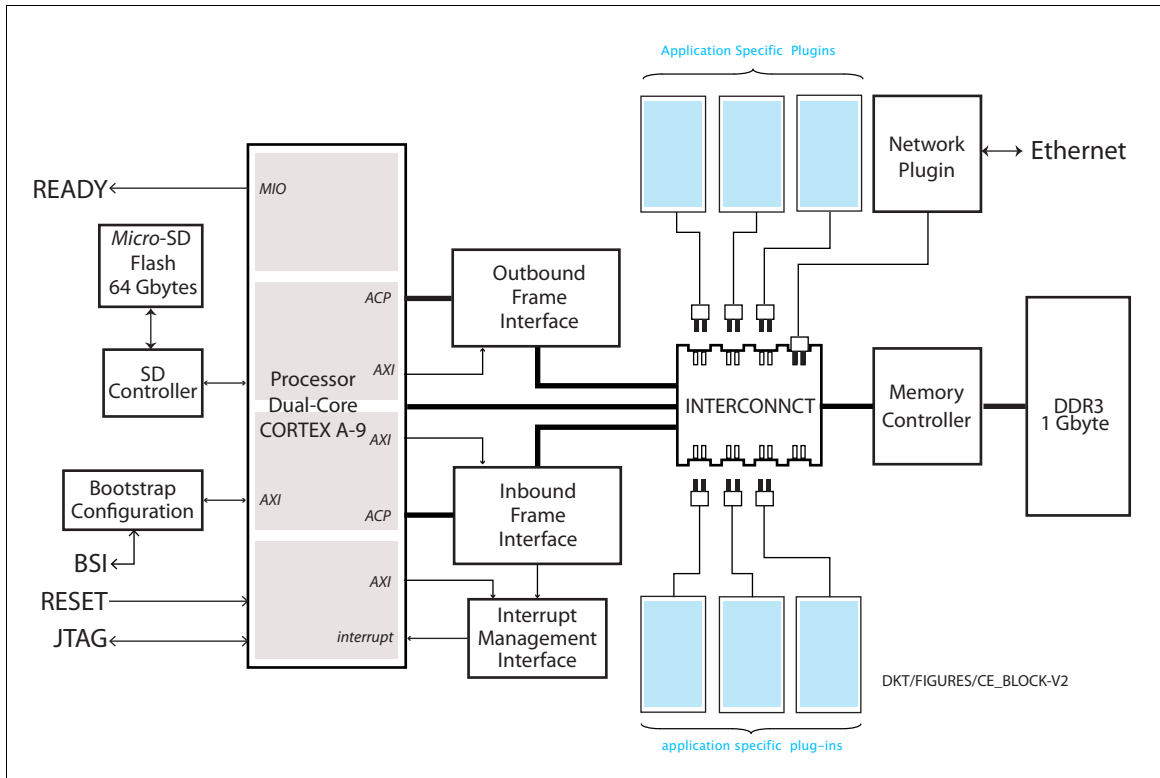 Application Specific Plugins
Network
Plugin
Ethernet
READY
MIO
Micro-SD
Flash
64 Gbytes
ACP
Outbound
Frame
Interface
SD
Controller
AXI
Processor
Dual-Core
CORTEX A-9
INTERCONNCT
Memory
Controller
DDR3
1 Gbyte
AXI
Bootstrap
Configuration
AXI
ACP
Inbound
Frame
Interface
BSI
RESET
AXI
JTAG
interrupt
Interrupt
Management
Interface
DKT/FIGURES/CE_BLOCK-V2
application specific plug-ins